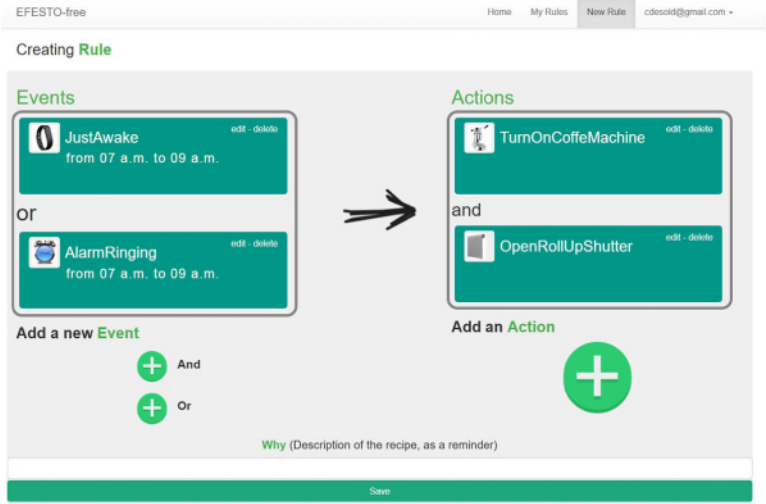 EFESTO-free
Home My Rules New Rule cdesold@gmail.com
Creating Rule
Events
JustAwake
edit - delete
from 07 a.m. to 09 a.m.
or
AlarmRinging
edit - delete
from 07 a.m. to 09 a.m.
Add a new Event
And
Or
Actions
TurnOnCoffeMachine
edit - delete
and
OpenRollUpShutter
edit - delete
Add an Action
Why (Description of the recipe, as a reminder)
Save